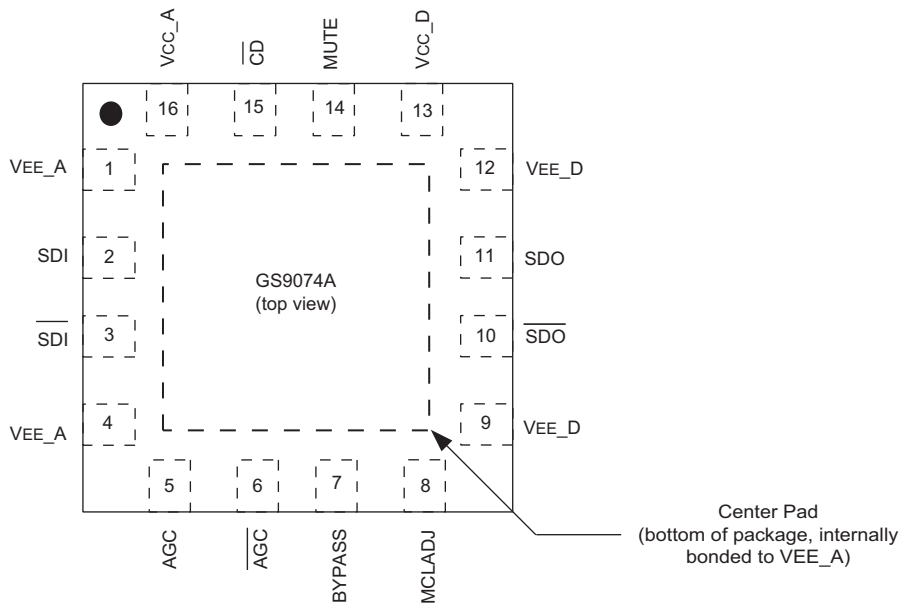 VCC_A
CD
MUTE
VCC_D
16
15
14
13
VEE_A
1
12
VEE_D
SDI
2
11
SDO
GS9074A
(top view)
SDI
3
10
SDO
VEE_A
4
9
VEE_D
5
6
7
8
AGC
AGC
BYPASS
MCLADJ
Center Pad
(bottom of package, internally
bonded to VEE_A)